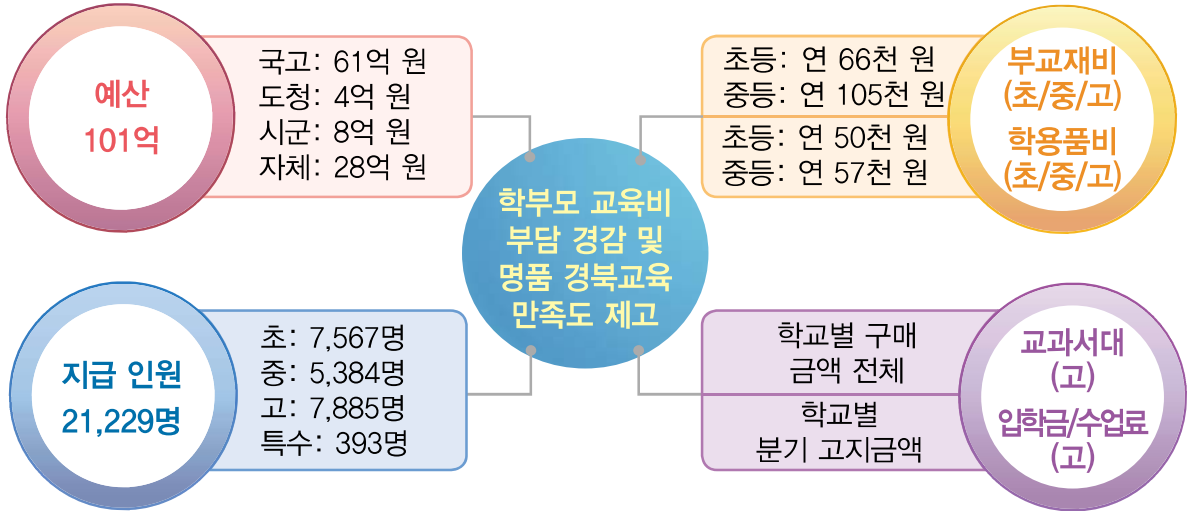 예산
101억
국고: 61억 원
도청: 4억 원
시군: 8억 원
자체: 28억 원
초등: 연 66천 원
중등: 연 105천 원
초등: 연 50천 원
중등: 연 57천 원
부교재비
(초/중/고)
학용품비
(초/중/고)
학부모 교육비
부담 경감 및
명품 경북교육
만족도 제고
지급 인원
21,229명
초: 7,567명
중: 5,384명
고: 7,885명
특수: 393명
학교별 구매
금액 전체
학교별
분기 고지금액
교과서대
(고)
입학금/수업료
(고)